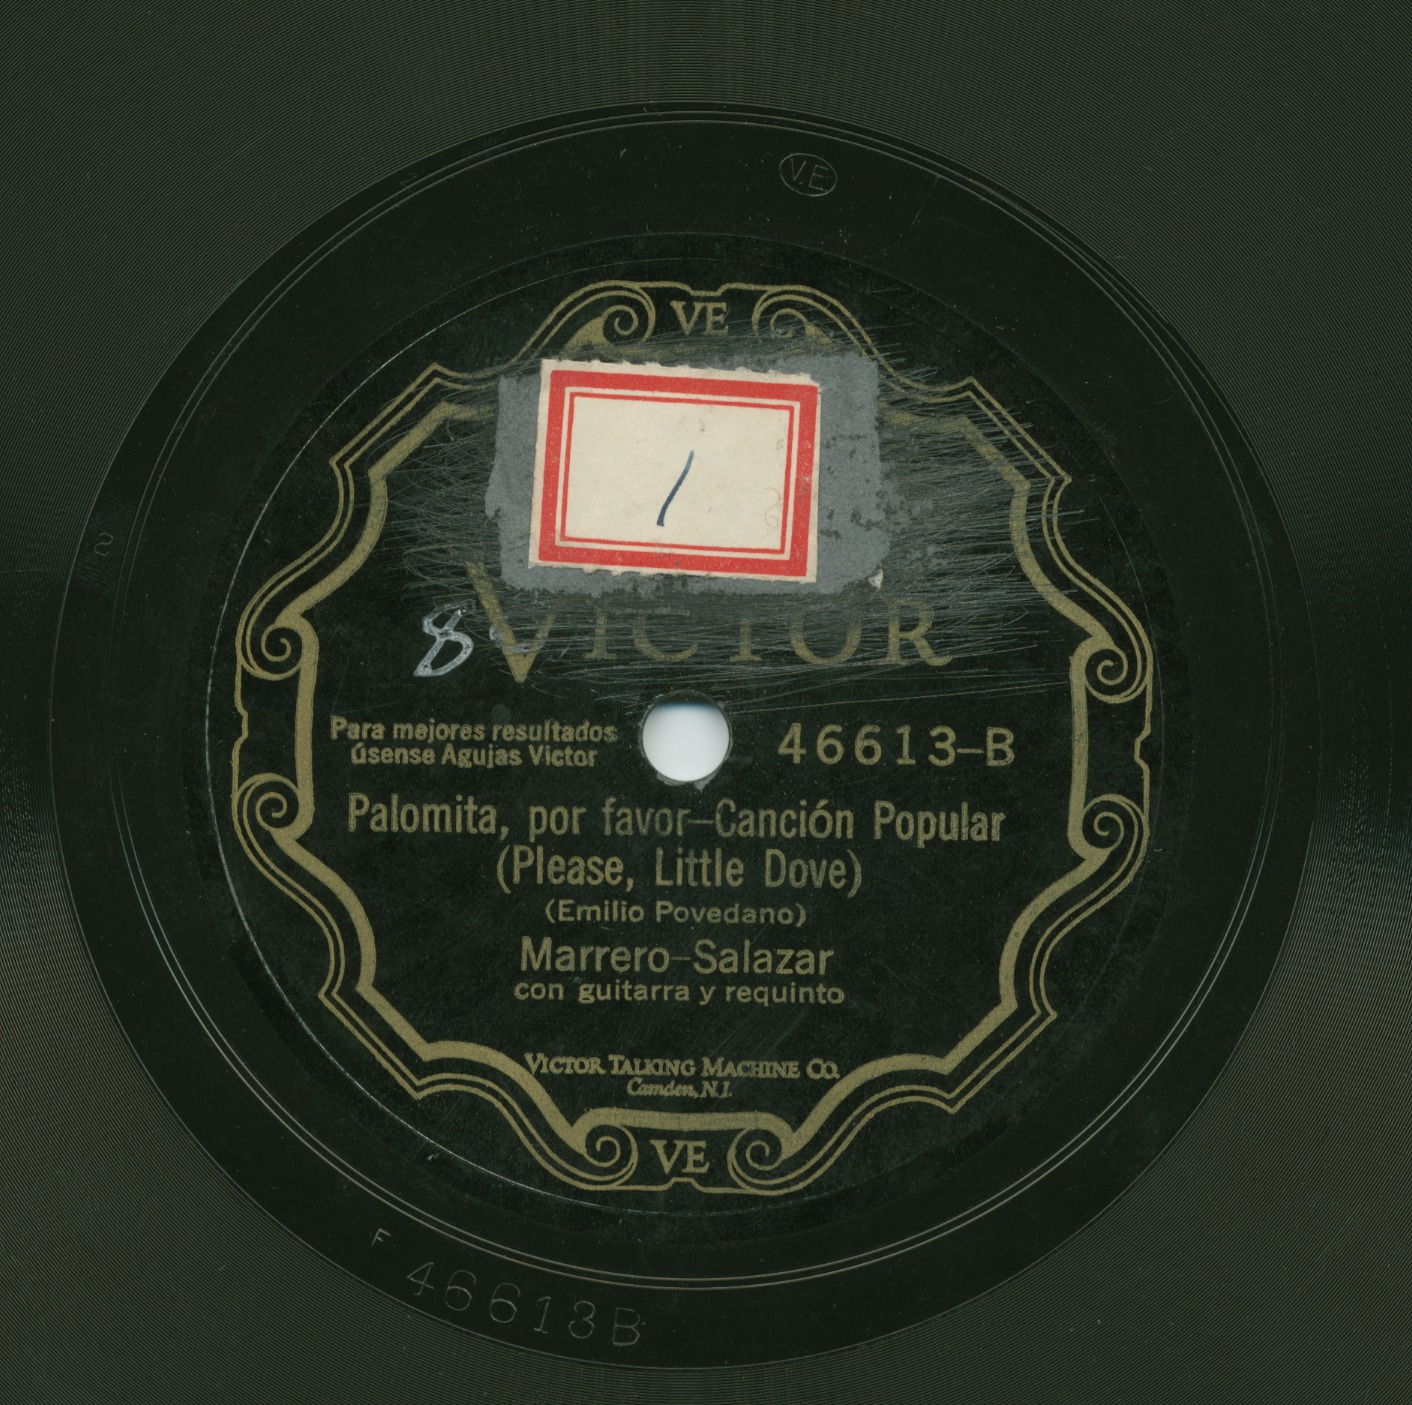 V.E
VE
1
8
VICTOR
Para mejores resultados
úsense Agujas Victor
46613-B
Palomita, por favor-Canción Popular
(Please, Little Dove)
(Emilio Povedano)
Marrero-Salazar
con guitarra y requinto
VICTOR TALKING MACHINE CO.
Camden, N.J.
VE
2
F
46613B